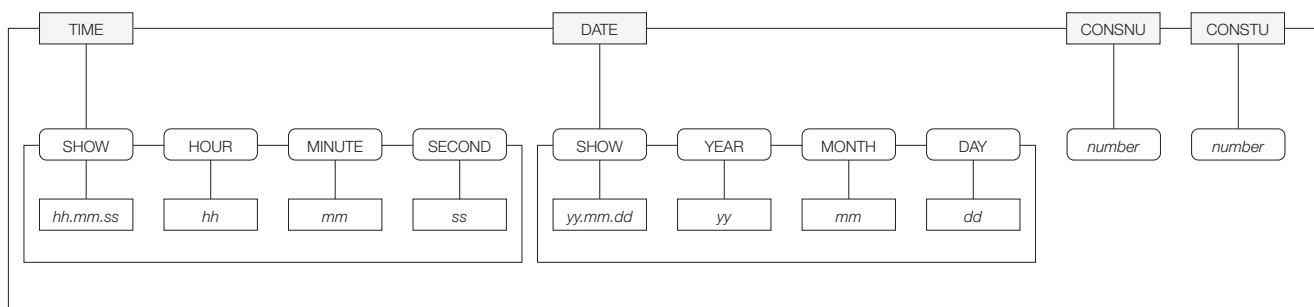 TIME DATE CONSNU CONSTU
SHOW HOUR MINUTE SECOND SHOW YEAR MONTH DAY number number
hh.mm.ss hh mm ss yy.mm.dd yy mm dd